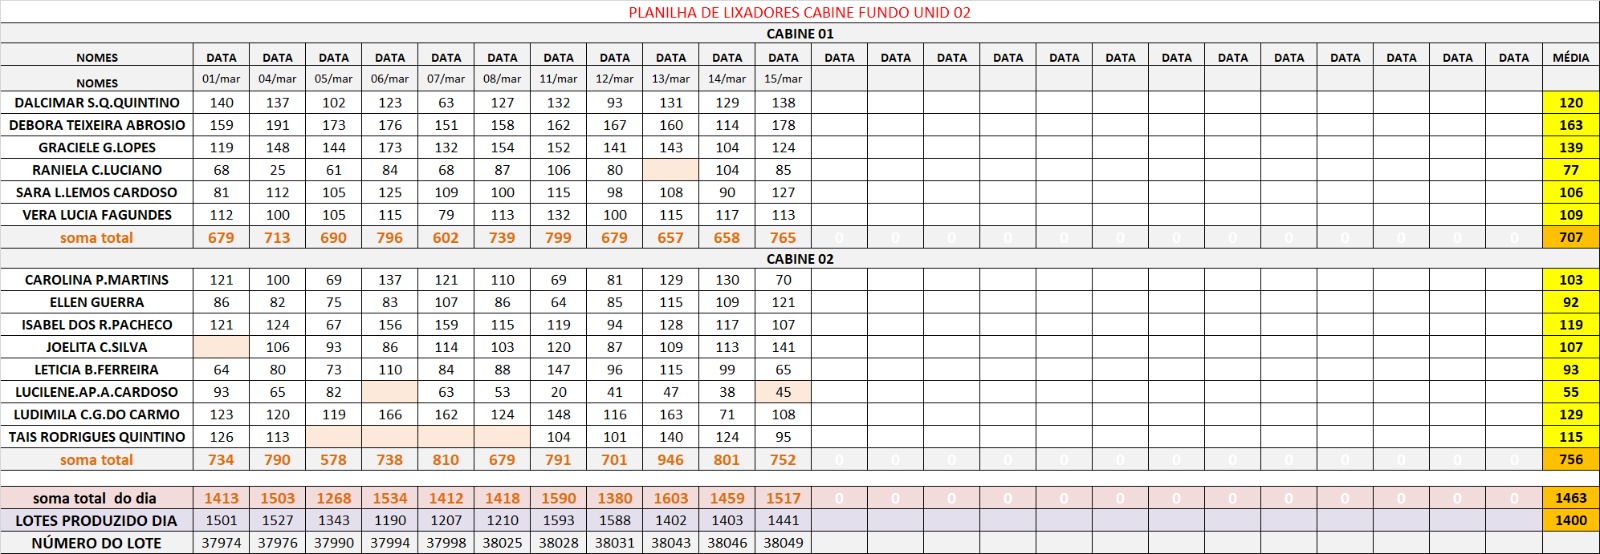 PLANILHA DE LIXADORES CABINE FUNDO UNID 02
CABINE 01
NOMES DATA DATA DATA DATA DATA DATA DATA DATA DATA DATA DATA DATA DATA DATA DATA DATA DATA DATA DATA DATA DATA DATA DATA DATA MÉDIA
NOMES 01/mar 04/mar 05/mar 06/mar 07/mar 08/mar 11/mar 12/mar 13/mar 14/mar 15/mar
DALCIMAR S.Q.QUINTINO 140 137 102 123 63 127 132 93 131 129 138 120
DEBORA TEIXEIRA ABROSIO 159 191 173 176 151 158 162 167 160 114 178 163
GRACIELE G.LOPES 119 148 144 173 132 154 152 141 143 104 124 139
RANIELA C.LUCIANO 68 25 61 84 68 87 106 80 104 85 77
SARA L.LEMOS CARDOSO 81 112 105 125 109 100 115 98 108 90 127 106
VERA LUCIA FAGUNDES 112 100 105 115 79 113 132 100 115 117 113 109
soma total 679 713 690 796 602 739 799 679 657 658 765 0 0 0 0 0 0 0 0 0 0 0 0 0 707
CABINE 02
CAROLINA P.MARTINS 121 100 69 137 121 110 69 81 129 130 70 103
ELLEN GUERRA 86 82 75 83 107 86 64 85 115 109 121 92
ISABEL DOS R.PACHECO 121 124 67 156 159 115 119 94 128 117 107 119
JOELITA C.SILVA 106 93 86 114 103 120 87 109 113 141 107
LETICIA B.FERREIRA 64 80 73 110 84 88 147 96 115 99 65 93
LUCILENE.AP.A.CARDOSO 93 65 82 63 53 20 41 47 38 45 55
LUDIMILA C.G.DO CARMO 123 120 119 166 162 124 148 116 163 71 108 129
TAIS RODRIGUES QUINTINO 126 113 104 101 140 124 95 115
soma total 734 790 578 738 810 679 791 701 946 801 752 0 0 0 0 0 0 0 0 0 0 0 0 0 756
soma total do dia 1413 1503 1268 1534 1412 1418 1590 1380 1603 1459 1517 0 0 0 0 0 0 0 0 0 0 0 0 0 1463
LOTES PRODUZIDO DIA 1501 1527 1343 1190 1207 1210 1593 1588 1402 1403 1441 1400
NÚMERO DO LOTE 37974 37976 37990 37994 37998 38025 38028 38031 38043 38046 38049